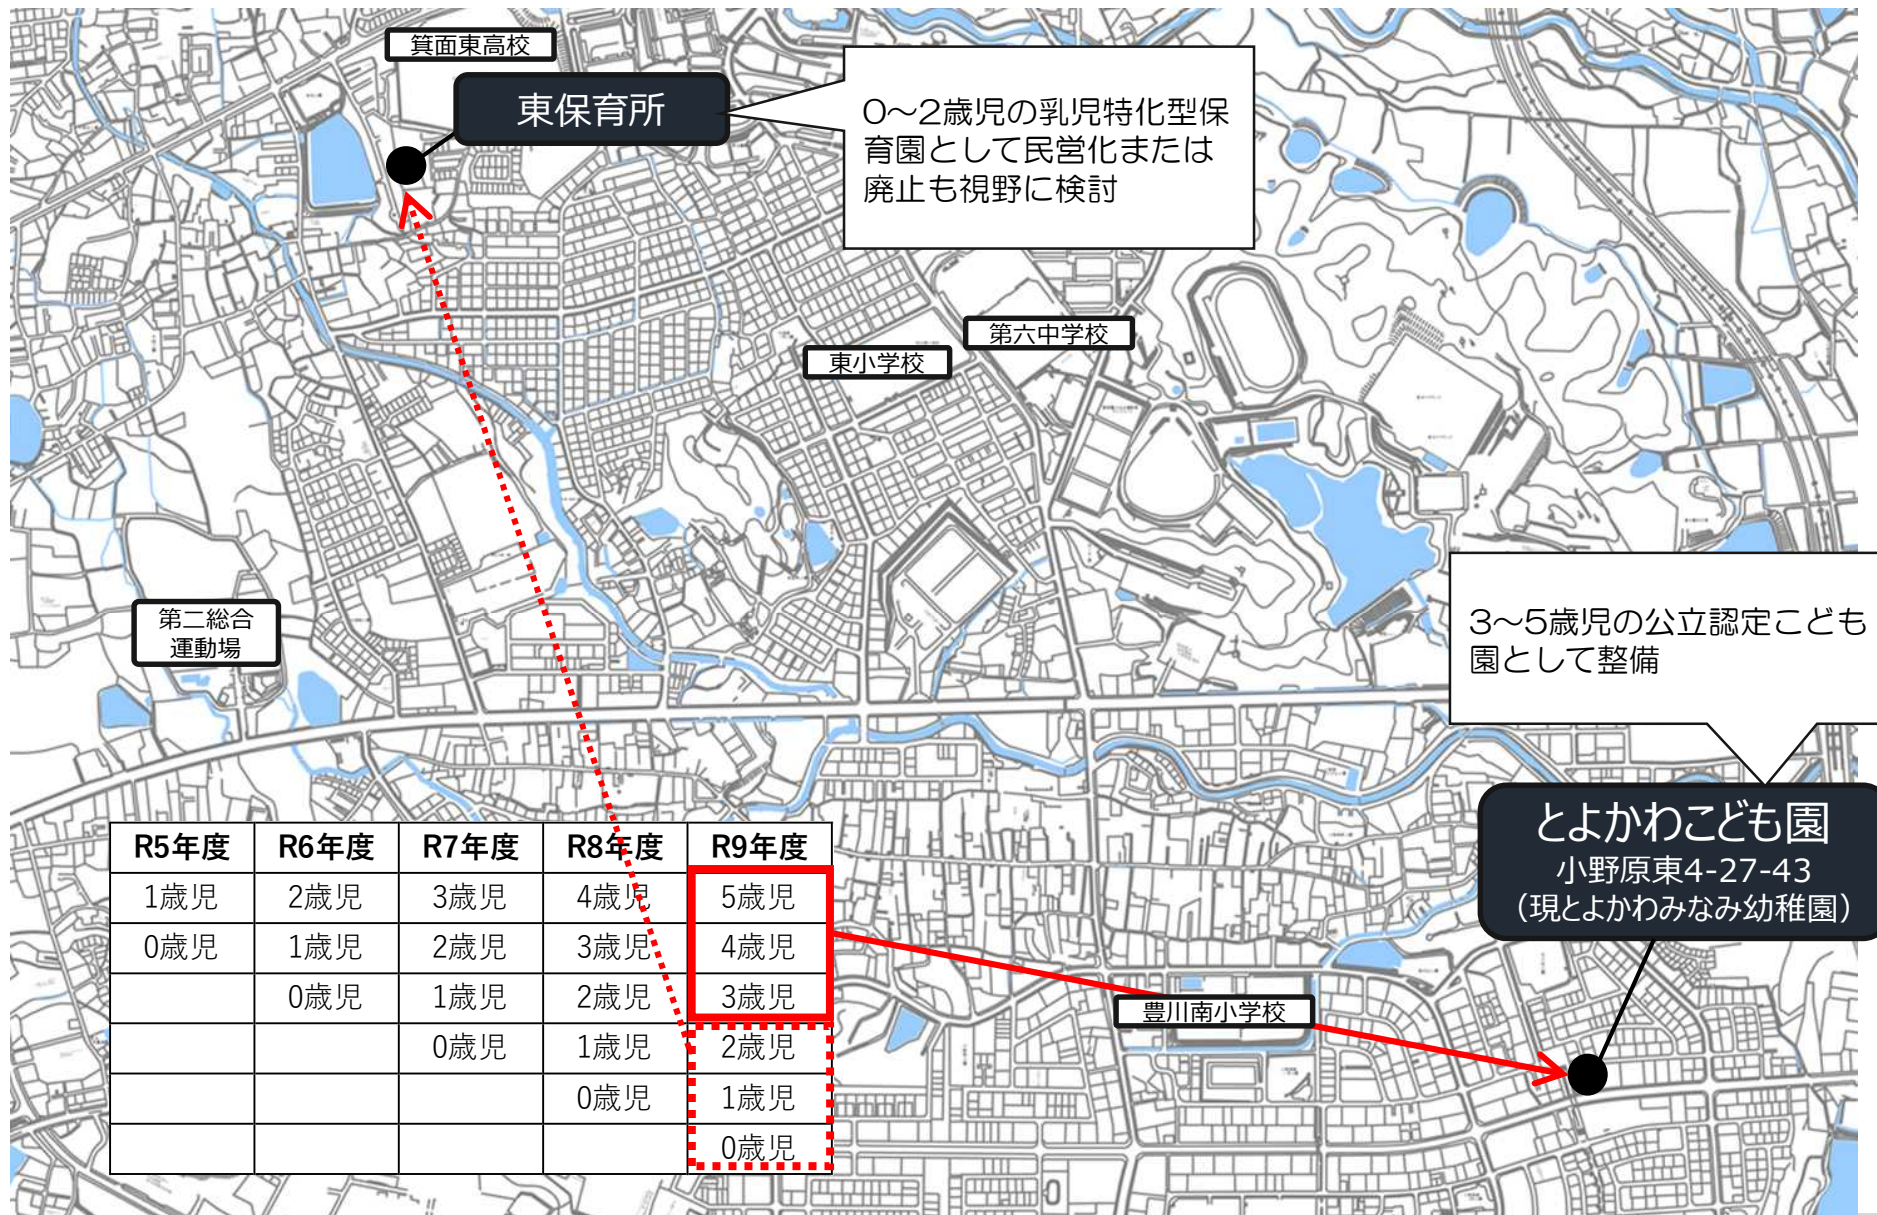 箕面東高校
東保育所
0～2歳児の乳児特化型保
育園として民営化または
廃止も視野に検討
第六中学校
東小学校
第二総合
運動場
3～5歳児の公立認定こども
園として整備
とよかわこども園
小野原東4-27-43
（現とよかわみなみ幼稚園）
豊川南小学校
R5年度 R6年度 R7年度 R8年度 R9年度
1歳児 2歳児 3歳児 4歳児 5歳児
0歳児 1歳児 2歳児 3歳児 4歳児
0歳児 1歳児 2歳児 3歳児
0歳児 1歳児 2歳児
0歳児 1歳児
0歳児